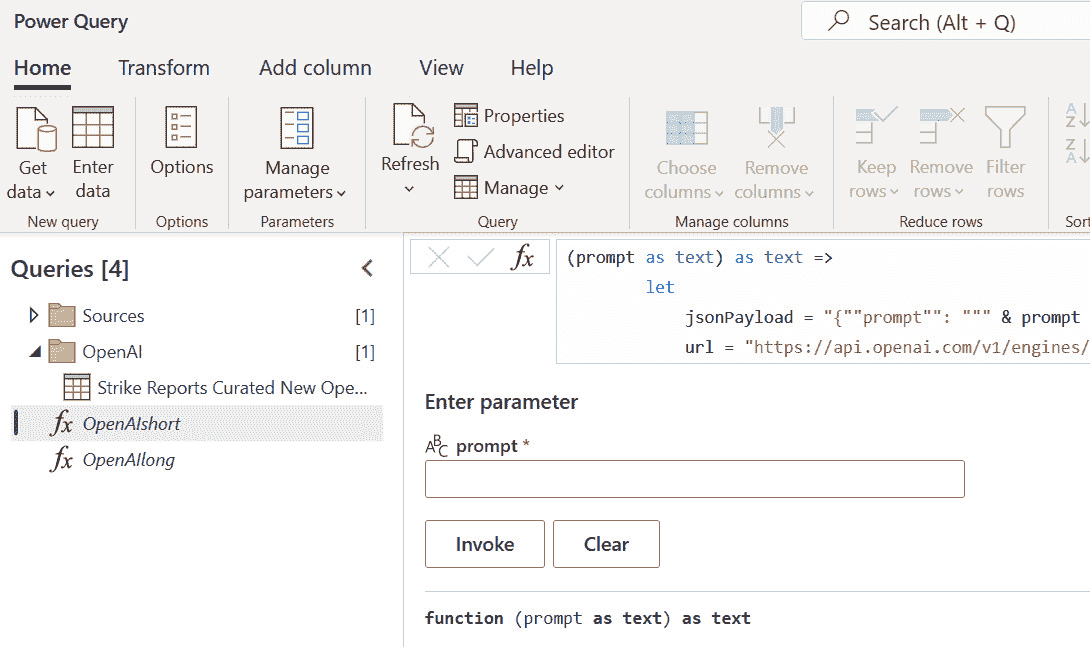 Power Query
Search (Alt + Q)
Home Transform Add column View Help
Get data
Enter data
New query
Options
Options
Manage parameters
Parameters
Refresh
Properties
Advanced editor
Manage
Query
Choose columns
Remove columns
Manage columns
Keep rows
Remove rows
Filter rows
Reduce rows
A
Z
Z
A
Sort
Queries [4]
Sources [1]
OpenAI [1]
Strike Reports Curated New Ope...
fx OpenAIshort
fx OpenAIlong
fx
(prompt as text) as text =>
let
jsonPayload = "{""prompt"": """ & prompt
url = "https://api.openai.com/v1/engines/
Enter parameter
ABC prompt *
Invoke Clear
function (prompt as text) as text